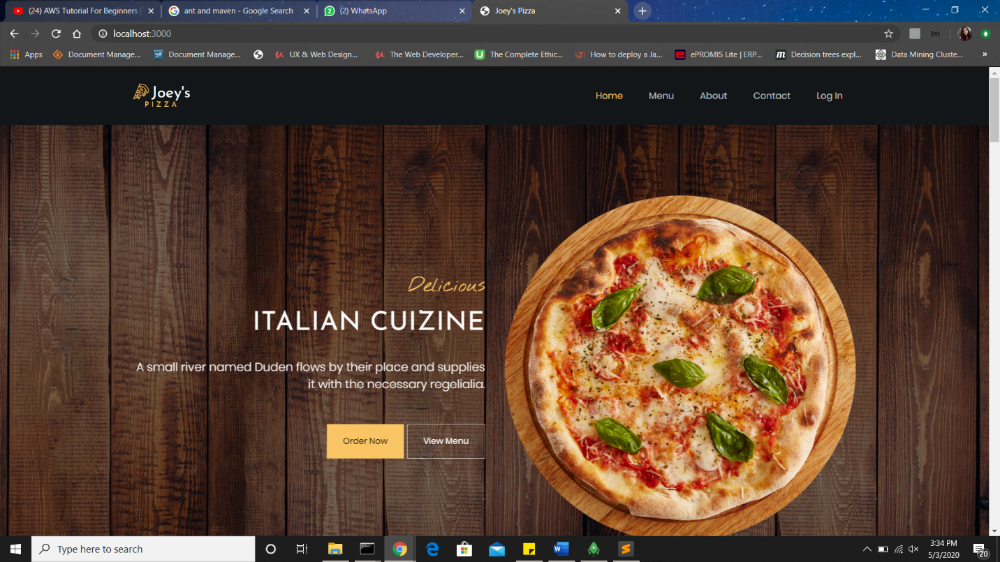 (24) AWS Tutorial For Beginners |
ant and maven - Google Search
(2) WhatsApp
Joey's Pizza
localhost:3000
Apps
Document Manage...
Document Manage...
UX & Web Design...
The Web Developer...
The Complete Ethic...
How to deploy a Ja...
ePROMIS Lite | ERP...
Decision trees expl...
Data Mining Cluste...
»
Joey's
PIZZA
Home
Menu
About
Contact
Log In
Delicious
ITALIAN CUIZINE
A small river named Duden flows by their place and supplies
it with the necessary regelialia.
Order Now
View Menu
Type here to search
3:34 PM
5/3/2020
20